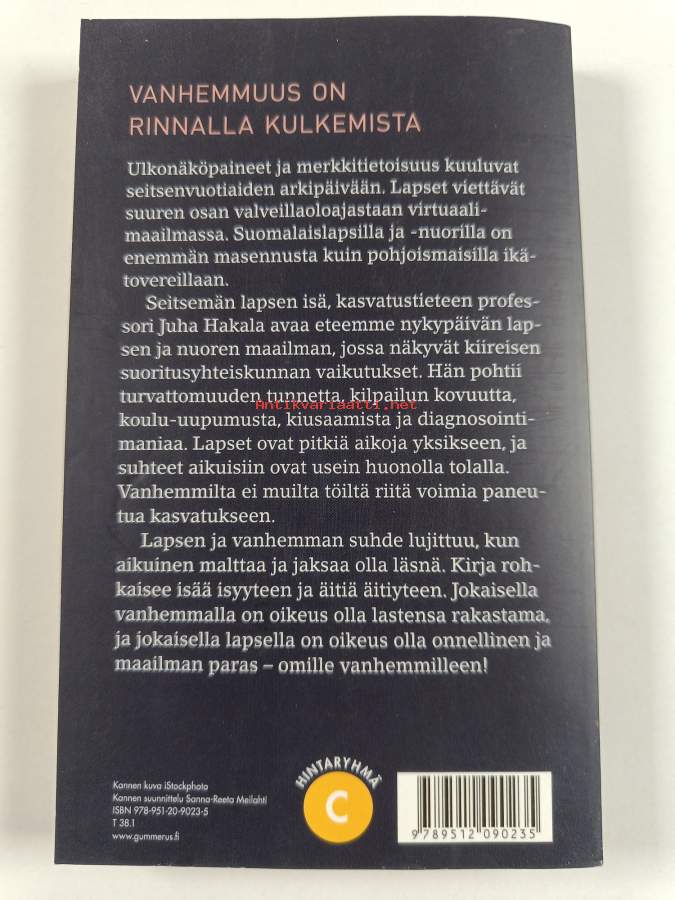 VANHEMMUUS ON
RINNALLA KULKEMISTA
Ulkonäköpaineet ja merkkitietoisuus kuuluvat
seitsenvuotiaiden arkipäivään. Lapset viettävät
suuren osan valveillaoloajastaan virtuaali-
maailmassa. Suomalaislapsilla ja -nuorilla on
enemmän masennusta kuin pohjoismaisilla ikä-
tovereillaan.
Seitsemän lapsen isä, kasvatustieteen profes-
sori Juha Hakala avaa eteemme nykypäivän lap-
sen ja nuoren maailman, jossa näkyvät kiireisen
suoritusyhteiskunnan vaikutukset. Hän pohtii
turvattomuuden tunnetta, kilpailun kovuutta,
Antikvariaatti.net
koulu-uupumusta, kiusaamista ja diagnosointi-
maniaa. Lapset ovat pitkiä aikoja yksikseen, ja
suhteet aikuisiin ovat usein huonolla tolalla.
Vanhemmilta ei muilta töiltä riitä voimia paneu-
tua kasvatukseen.
Lapsen ja vanhemman suhde lujittuu, kun
aikuinen malttaa ja jaksaa olla läsnä. Kirja roh-
kaisee isää isyyteen ja äitiä äitiyteen. Jokaisella
vanhemmalla on oikeus olla lastensa rakastama,
ja jokaisella lapsella on oikeus olla onnellinen ja
maailman paras – omille vanhemmilleen!
Kannen kuva iStockphoto
Kannen suunnittelu Sanna-Reeta Meilahti
ISBN 978-951-20-9023-5
T 38.1
www.gummerus.fi
HINTARYHMÄ
C
9 789512 090235